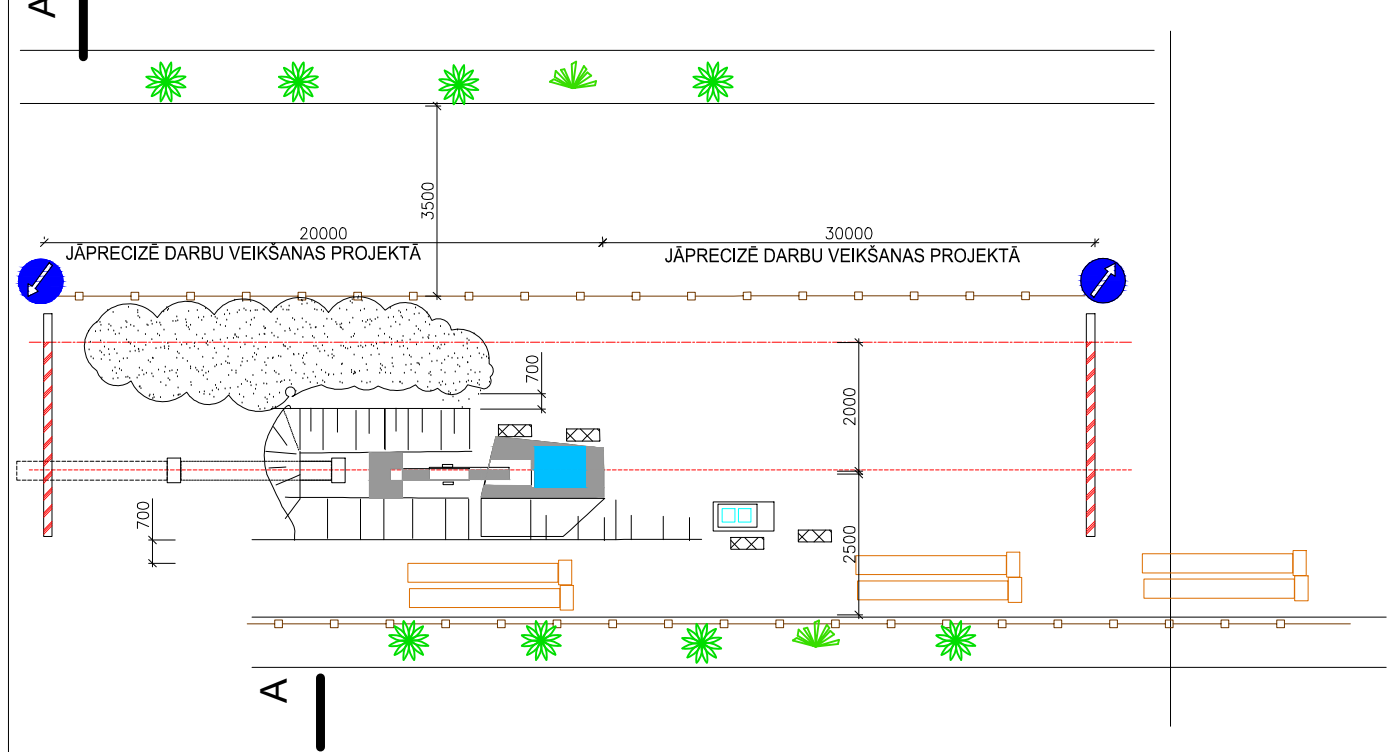 A
3500
20000
30000
JĀPRECIZĒ DARBU VEIKŠANAS PROJEKTĀ
JĀPRECIZĒ DARBU VEIKŠANAS PROJEKTĀ
700
2000
700
2500
A